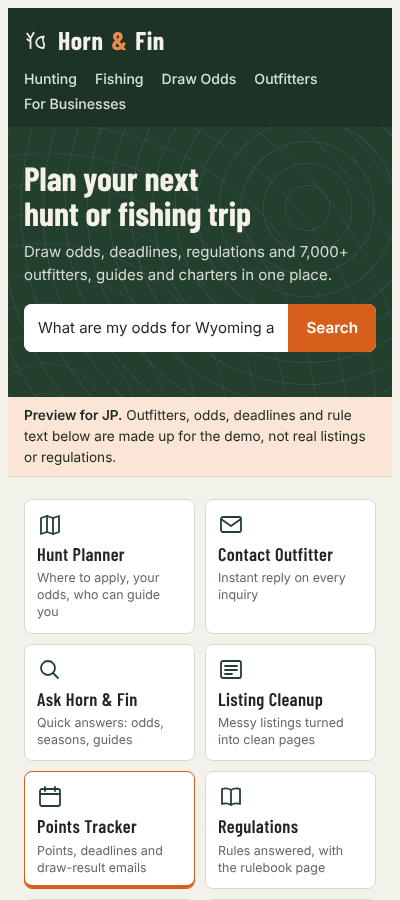 Horn & Fin
Hunting Fishing Draw Odds Outfitters
For Businesses
Plan your next
hunt or fishing trip
Draw odds, deadlines, regulations and 7,000+
outfitters, guides and charters in one place.
What are my odds for Wyoming a
Search
Preview for JP. Outfitters, odds, deadlines and rule
text below are made up for the demo, not real listings
or regulations.
Hunt Planner
Where to apply, your
odds, who can guide
you
Contact Outfitter
Instant reply on every
inquiry
Ask Horn & Fin
Quick answers: odds,
seasons, guides
Listing Cleanup
Messy listings turned
into clean pages
Points Tracker
Points, deadlines and
draw-result emails
Regulations
Rules answered, with
the rulebook page